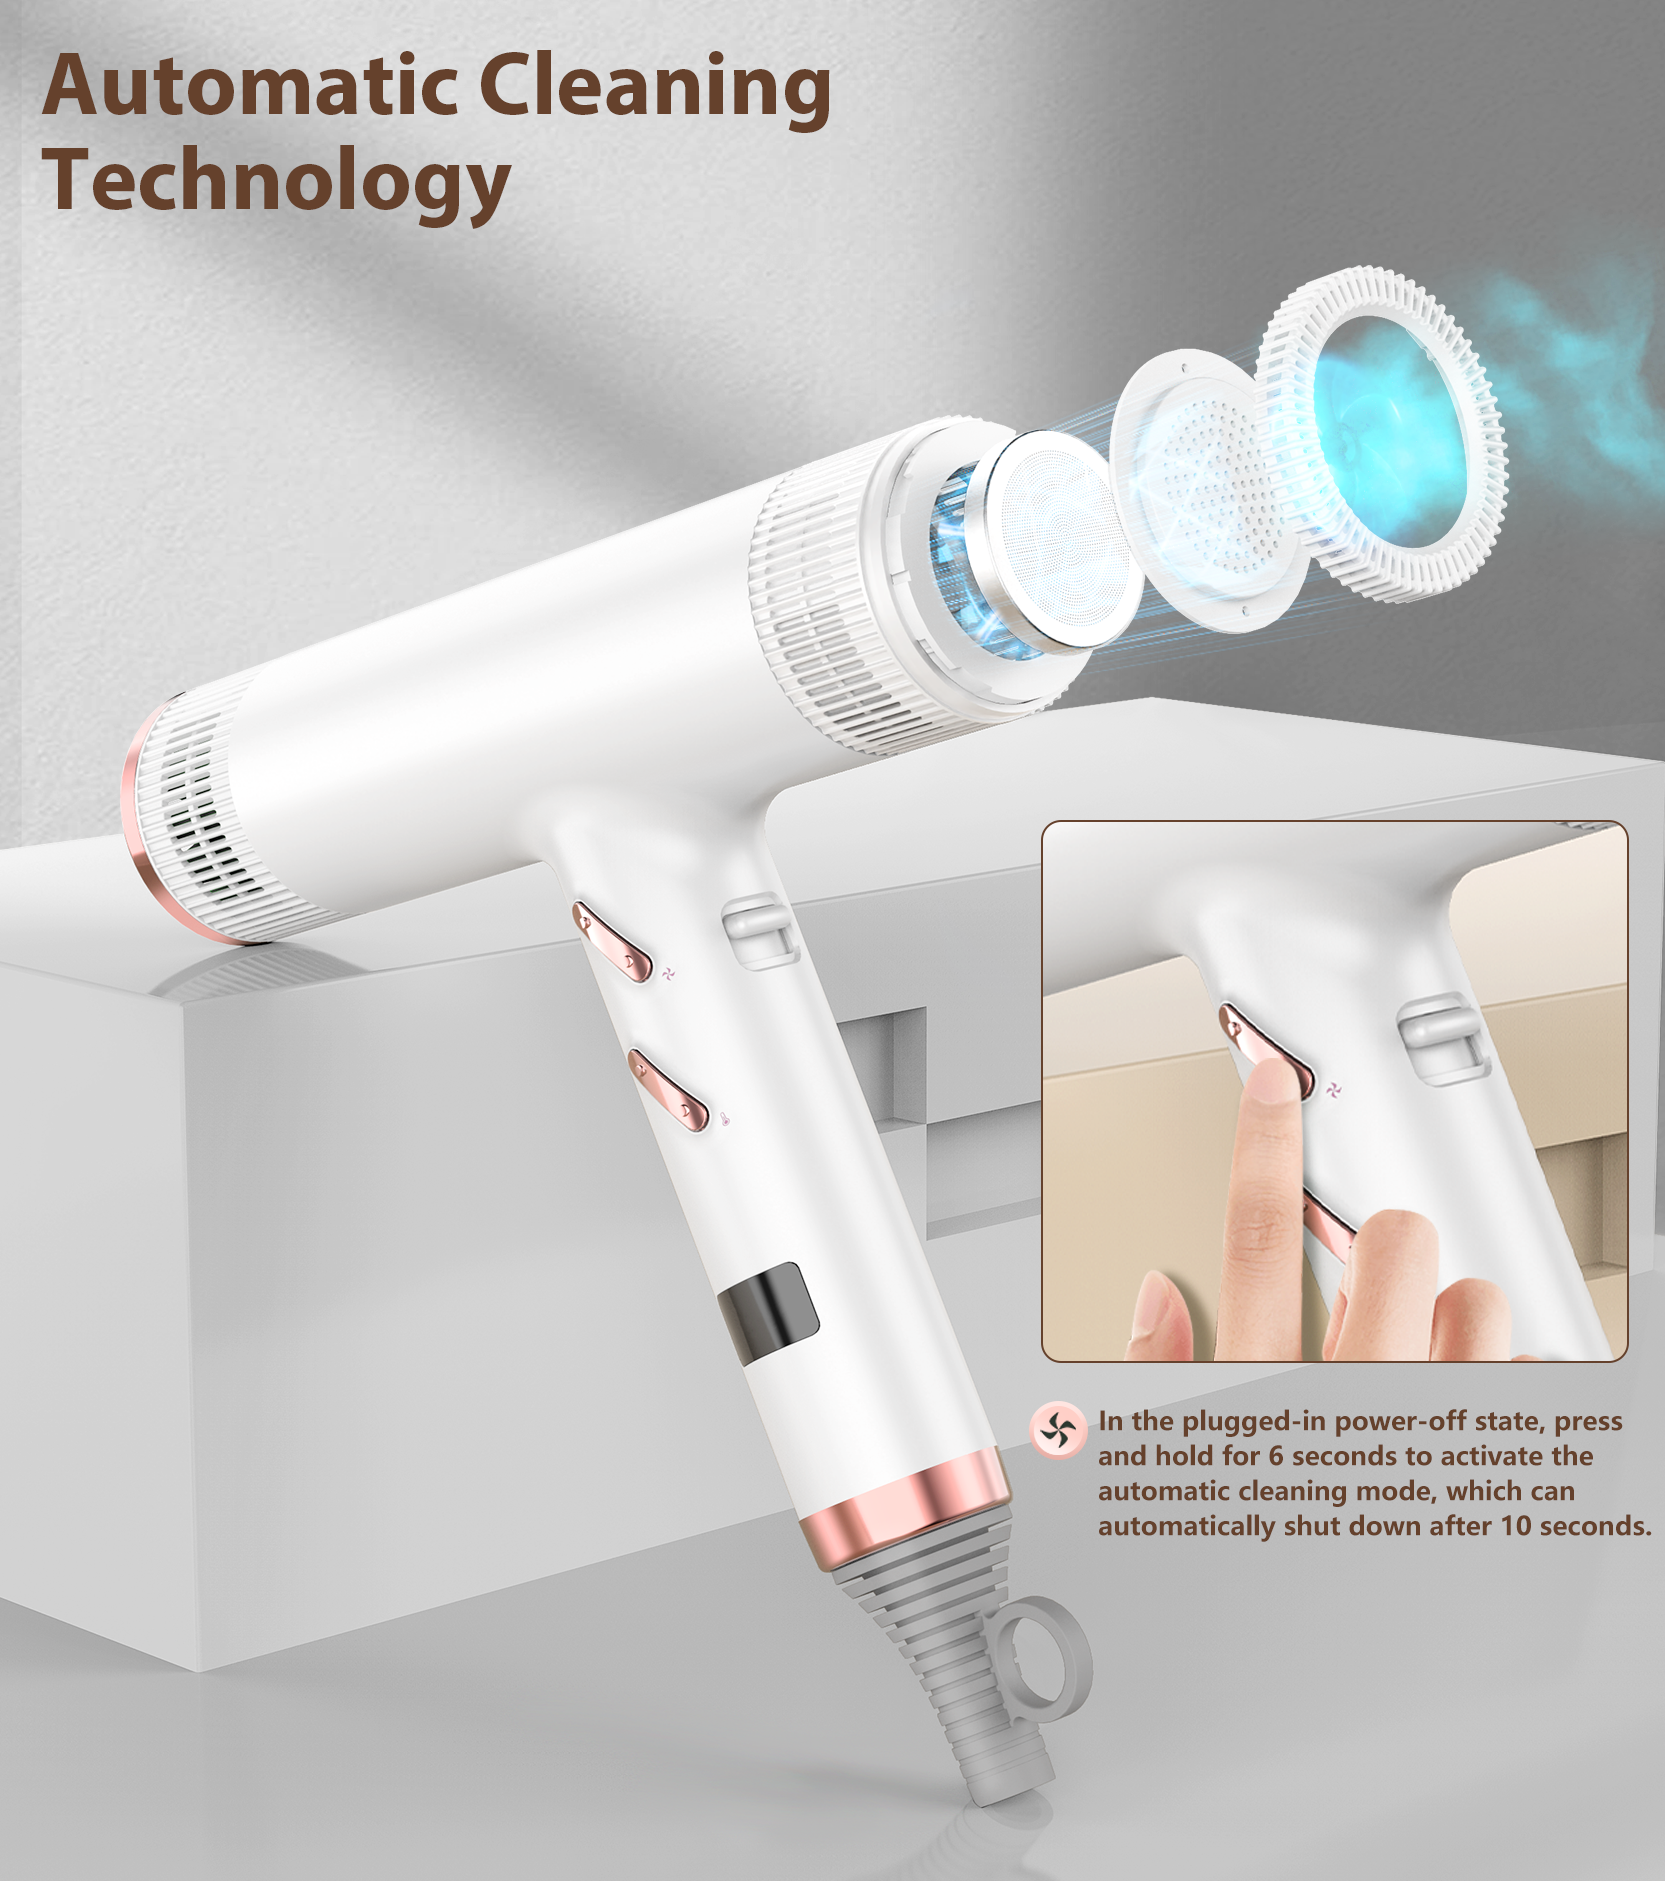 Automatic Cleaning
Technology
In the plugged-in power-off state, press
and hold for 6 seconds to activate the
automatic cleaning mode, which can
automatically shut down after 10 seconds.